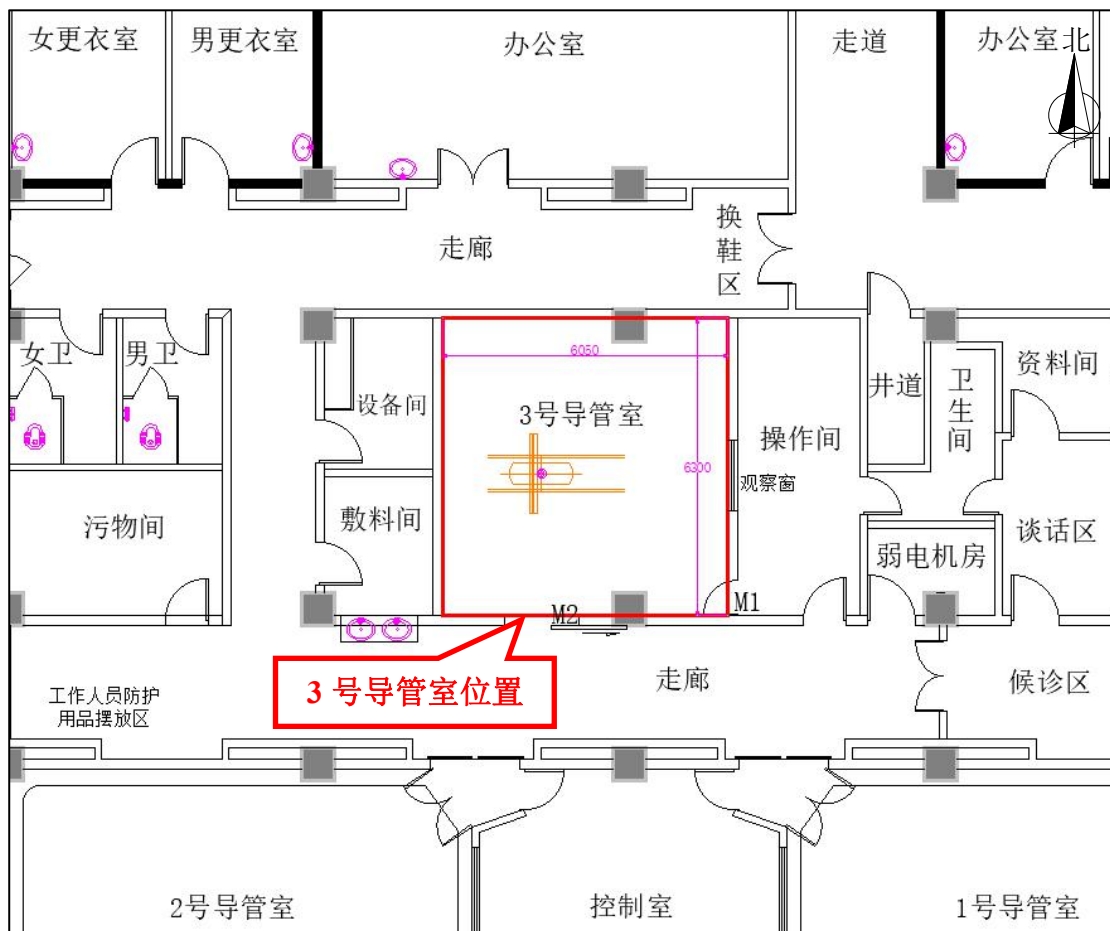 女更衣室
男更衣室
办公室
走道
办公室
北
走廊
换
鞋
区
女卫
男卫
设备间
6050
3号导管室
6300
操作间
观察窗
井道
卫
生
间
资料间
污物间
敷料间
弱电机房
谈话区
M2
M1
3 号导管室位置
走廊
候诊区
工作人员防护
用品摆放区
2号导管室
控制室
1号导管室